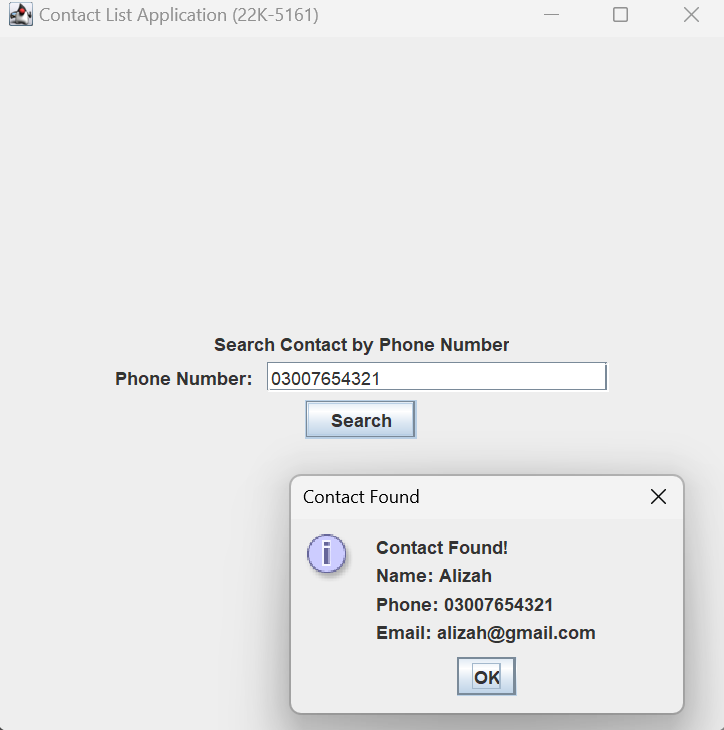 Contact List Application (22K-5161)
Search Contact by Phone Number
Phone Number: 03007654321
Search
Contact Found
Contact Found!
Name: Alizah
Phone: 03007654321
Email: alizah@gmail.com
OK